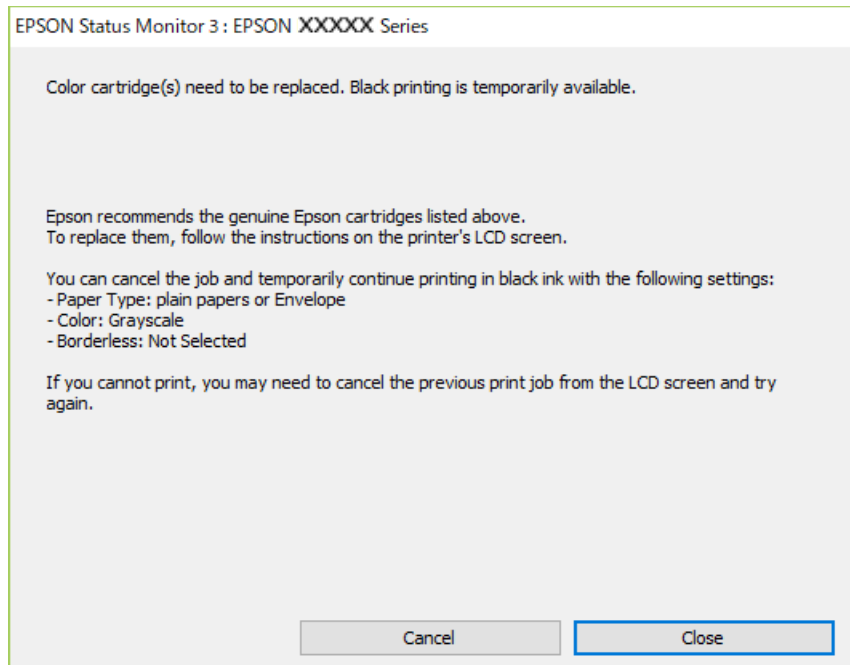 EPSON Status Monitor 3 : EPSON XXXXX Series
Color cartridge(s) need to be replaced. Black printing is temporarily available.
Epson recommends the genuine Epson cartridges listed above.
To replace them, follow the instructions on the printer's LCD screen.
You can cancel the job and temporarily continue printing in black ink with the following settings:
- Paper Type: plain papers or Envelope
- Color: Grayscale
- Borderless: Not Selected
If you cannot print, you may need to cancel the previous print job from the LCD screen and try
again.
Cancel
Close